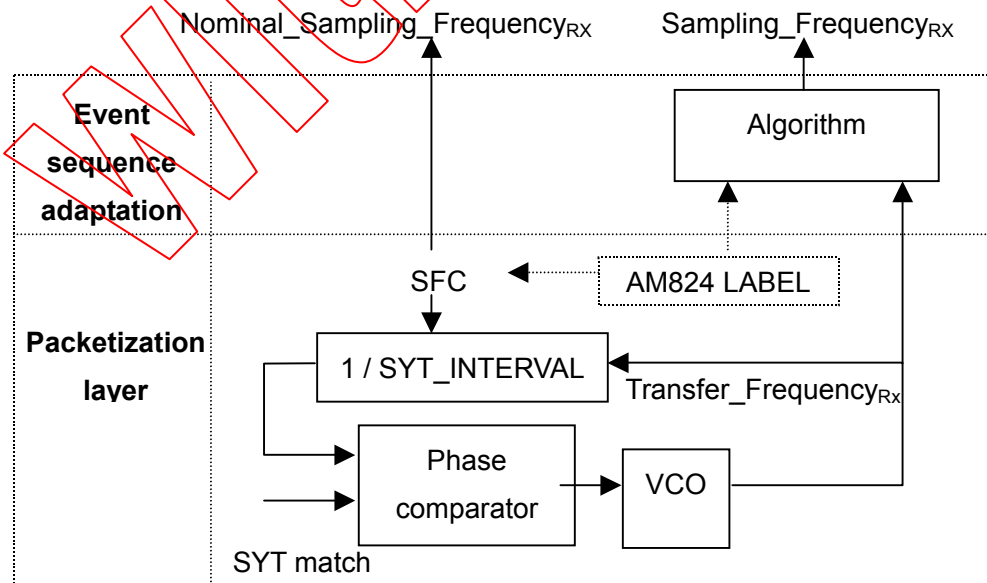 Nominal_Sampling_FrequencyRX
Sampling_FrequencyRX
Event
sequence
adaptation
Algorithm
SFC
AM824 LABEL
Packetization
layer
1 / SYT_INTERVAL
Transfer_FrequencyRx
Phase
comparator
VCO
SYT match